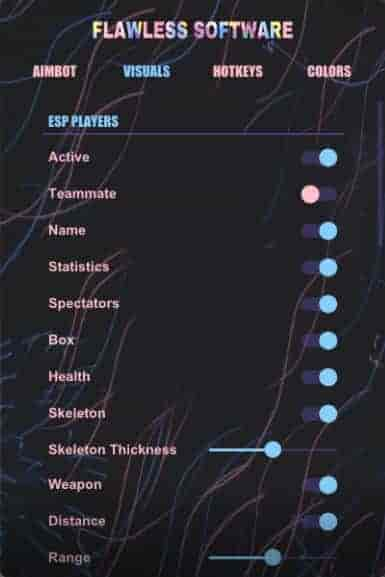 FLAWLESS SOFTWARE
AIMBOT VISUALS HOTKEYS COLORS
ESP PLAYERS
Active
Teammate
Name
Statistics
Spectators
Box
Health
Skeleton
Skeleton Thickness
Weapon
Distance
Range